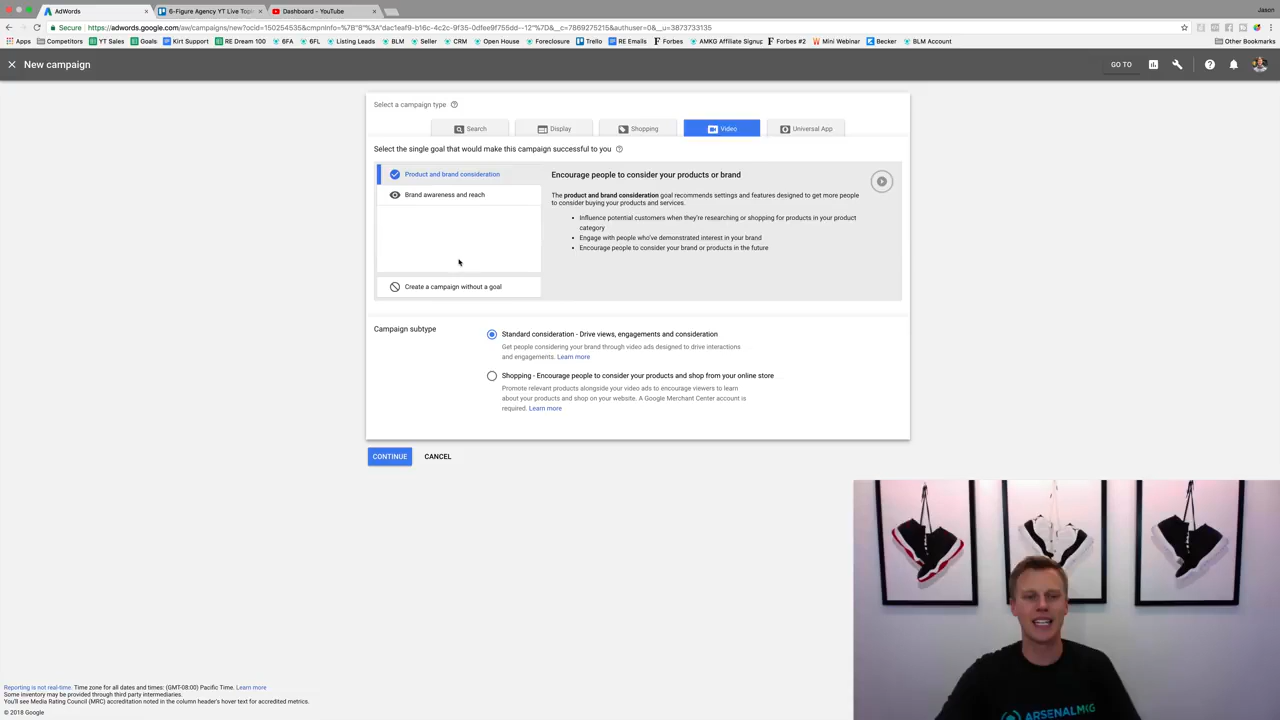 AdWords
6-Figure Agency YT Live Topi
Dashboard - YouTube
Jason
Secure
https://adwords.google.com/aw/campaigns/new?ocid=150254535&cmpnInfo=%7B"8"%3A"dac1eaf9-b16c-4c2c-9f35-0dfee9f755dd--12"%7D&__c=7869275215&authuser=0&__u=3873733135
Apps
Competitors
YT Sales
Goals
Kirt Support
RE Dream 100
6FA
6FL
Listing Leads
BLM
Seller
CRM
Open House
Foreclosure
Trello
RE Emails
Forbes
AMKG Affiliate Signup
Forbes #2
Mini Webinar
Becker
BLM Account
Other Bookmarks
New campaign
GO TO
Select a campaign type
Search
Display
Shopping
Video
Universal App
Select the single goal that would make this campaign successful to you
Product and brand consideration
Brand awareness and reach
Create a campaign without a goal
Encourage people to consider your products or brand
The product and brand consideration goal recommends settings and features designed to get more people
to consider buying your products and services.
• Influence potential customers when they're researching or shopping for products in your product
category
• Engage with people who've demonstrated interest in your brand
• Encourage people to consider your brand or products in the future
Campaign subtype
Standard consideration - Drive views, engagements and consideration
Get people considering your brand through video ads designed to drive interactions
and engagements. Learn more
Shopping - Encourage people to consider your products and shop from your online store
Promote relevant products alongside your video ads to encourage viewers to learn
about your products and shop on your website. A Google Merchant Center account is
required. Learn more
CONTINUE
CANCEL
Reporting is not real-time. Time zone for all dates and times: (GMT-08:00) Pacific Time. Learn more
Some inventory may be provided through third party intermediaries.
You'll see Media Rating Council (MRC) accreditation noted in the column header's hover text for accredited metrics.
© 2018 Google
ARSENALMKG